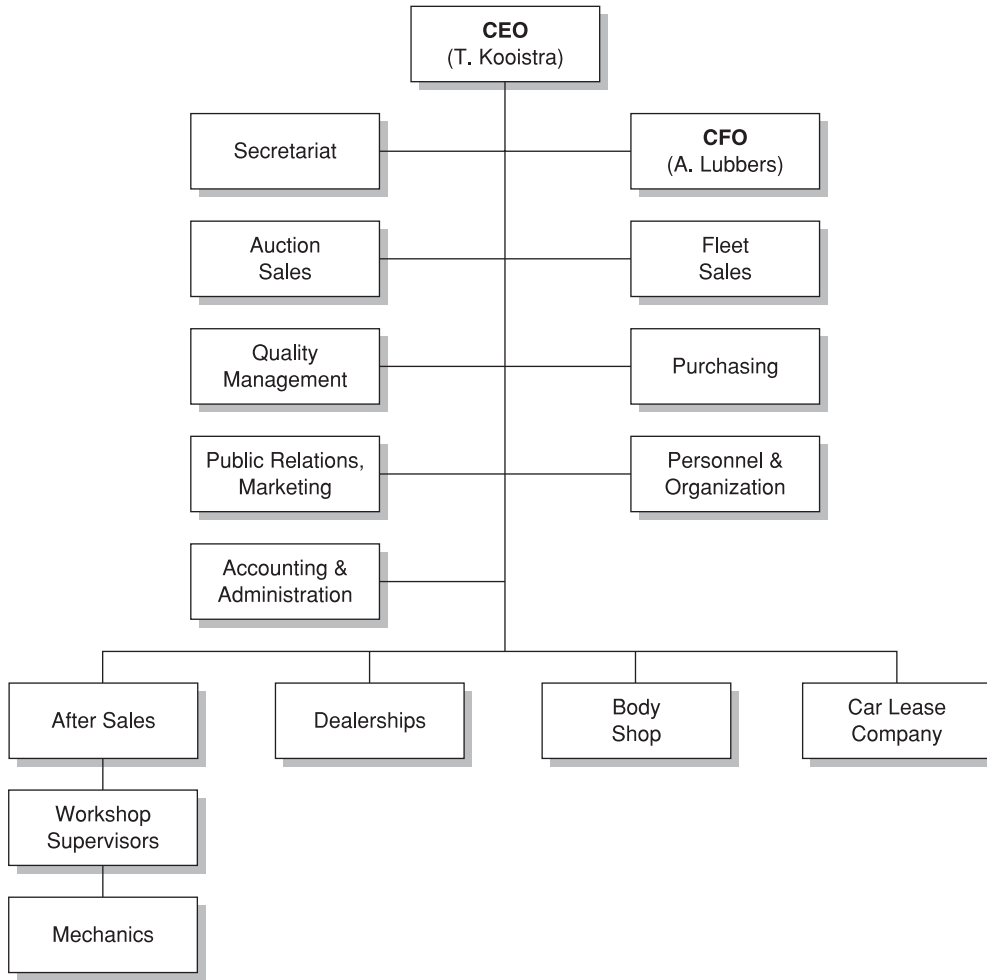 CEO
(T. Kooistra)
Secretariat
CFO
(A. Lubbers)
Auction
Sales
Fleet
Sales
Quality
Management
Purchasing
Public Relations,
Marketing
Personnel &
Organization
Accounting &
Administration
After Sales
Dealerships
Body
Shop
Car Lease
Company
Workshop
Supervisors
Mechanics